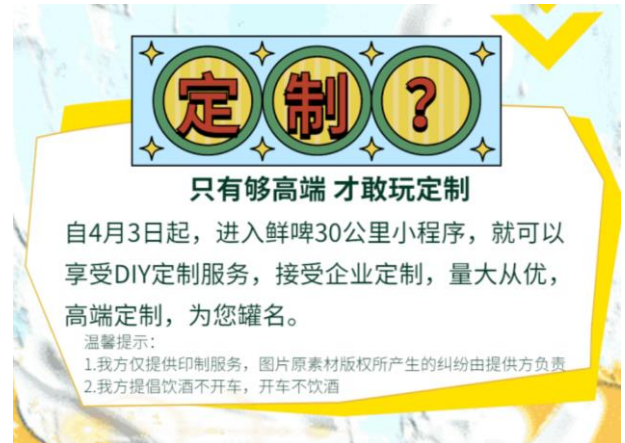 定制？
只有够高端 才敢玩定制
自4月3日起，进入鲜啤30公里小程序，就可以
享受DIY定制服务，接受企业定制，量大从优，
高端定制，为您罐名。
温馨提示：
1.我方仅提供印制服务，图片原素材版权所产生的纠纷由提供方负责
2.我方提倡饮酒不开车，开车不饮酒